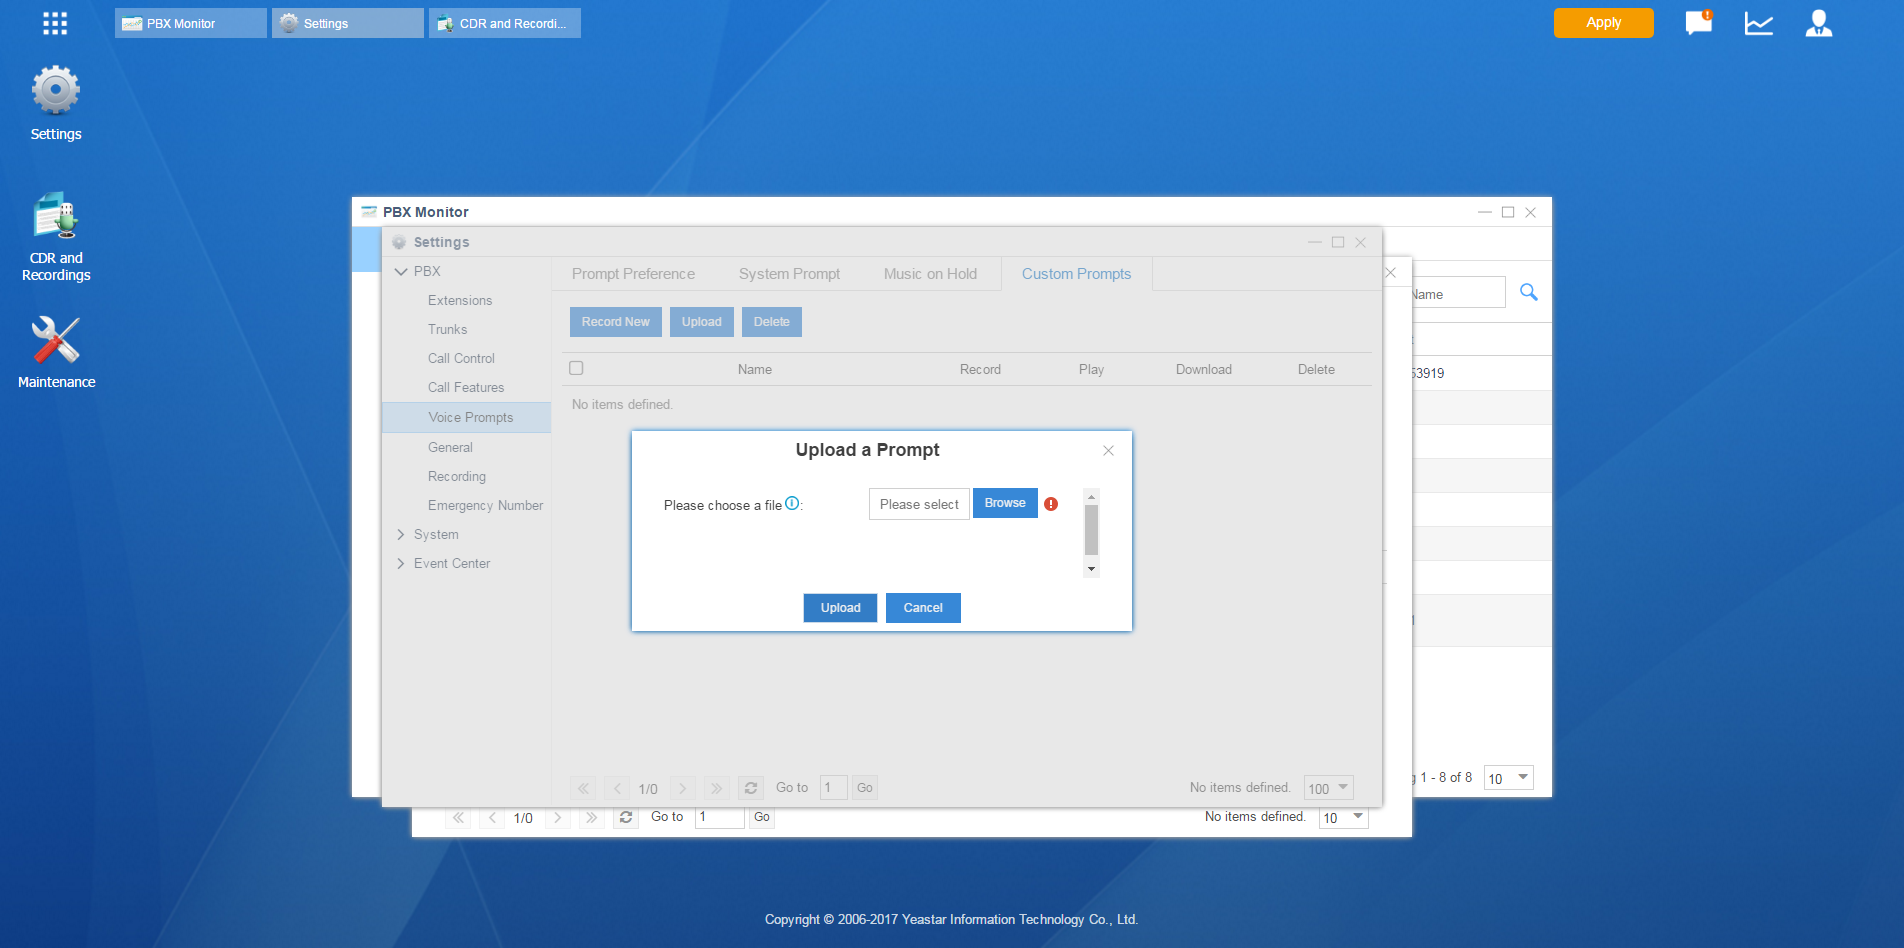 PBX Monitor
Settings
CDR and Recordi...
Apply
Settings
CDR and
Recordings
Maintenance
PBX Monitor
Settings
PBX
Extensions
Trunks
Call Control
Call Features
Voice Prompts
General
Recording
Emergency Number
System
Event Center
Prompt Preference
System Prompt
Music on Hold
Custom Prompts
Record New
Upload
Delete
Name
Record
Play
Download
Delete
No items defined.
Upload a Prompt
Please choose a file :
Please select
Browse
Upload
Cancel
1/0
Go to
1
Go
No items defined.
100
1/0
Go to
1
Go
No items defined.
10
Name
53919
1
1 - 8 of 8
10
Copyright © 2006-2017 Yeastar Information Technology Co., Ltd.